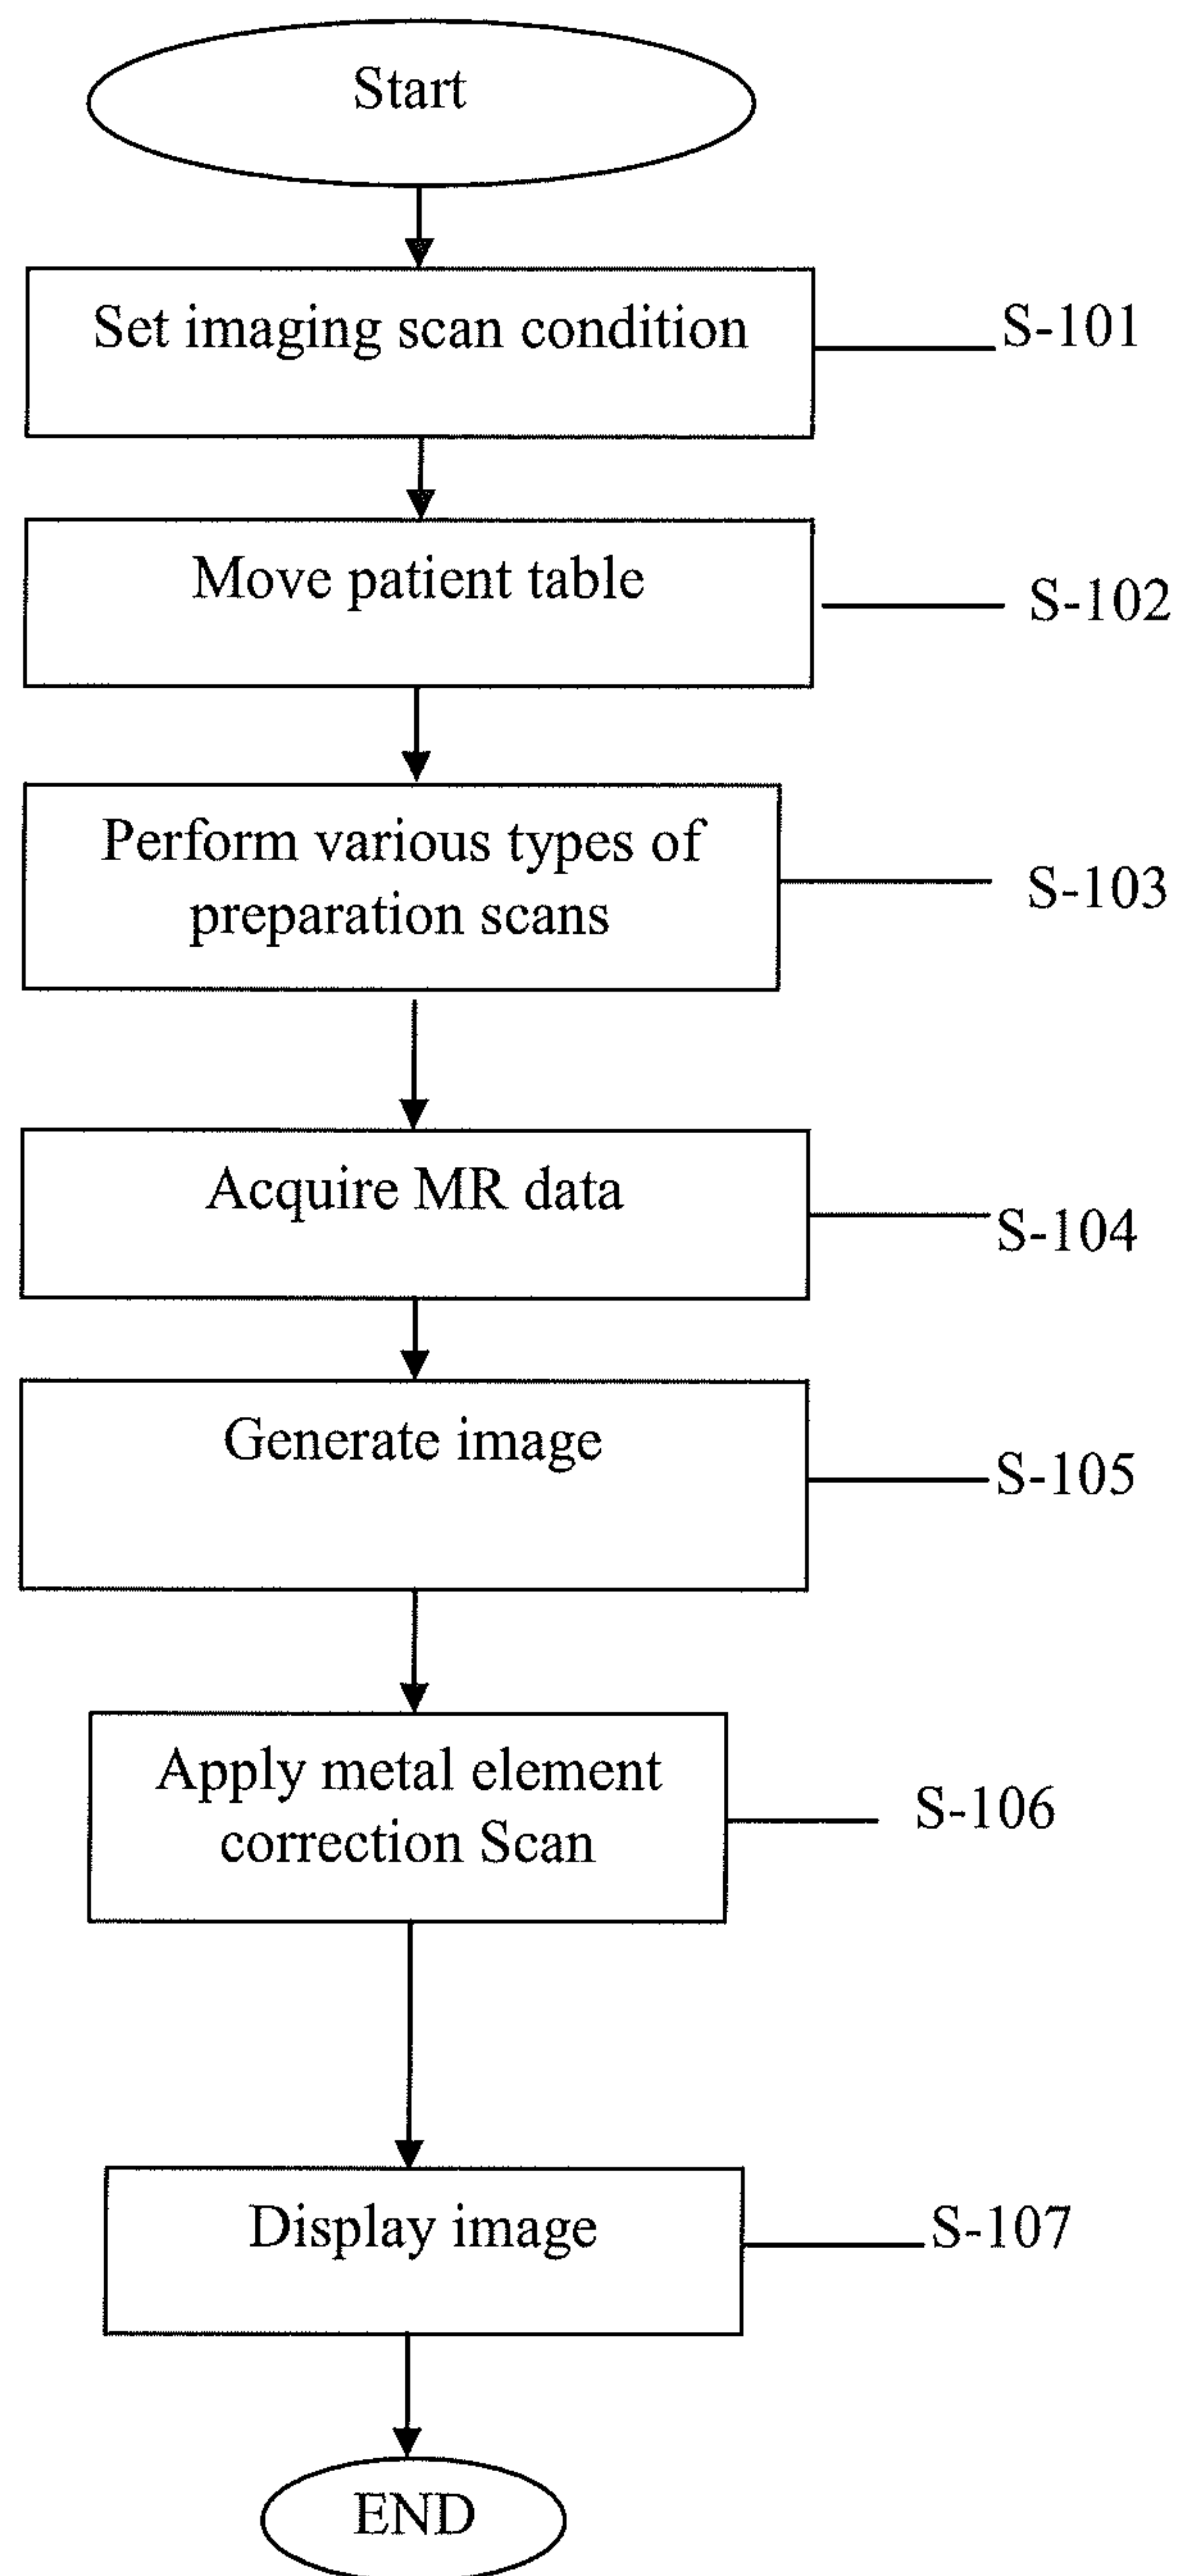 Start
Set imaging scan condition
S-101
Move patient table
S-102
Perform various types of
preparation scans
S-103
Acquire MR data
S-104
Generate image
S-105
Apply metal element
correction Scan
S-106
Display image
S-107
END